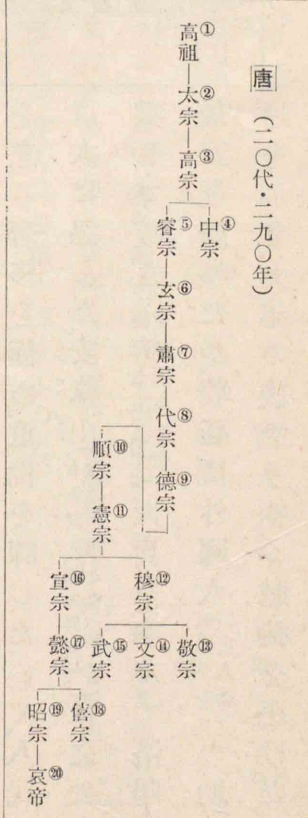 唐 (二〇代・二九〇年)
①高祖
②太宗
③高宗
④中宗
⑤睿宗
⑥玄宗
⑦肅宗
⑧代宗
⑨德宗
⑩順宗
⑪憲宗
⑫穆宗
⑬敬宗
⑭文宗
⑮武宗
⑯宣宗
⑰懿宗
⑱僖宗
⑲昭宗
⑳哀帝